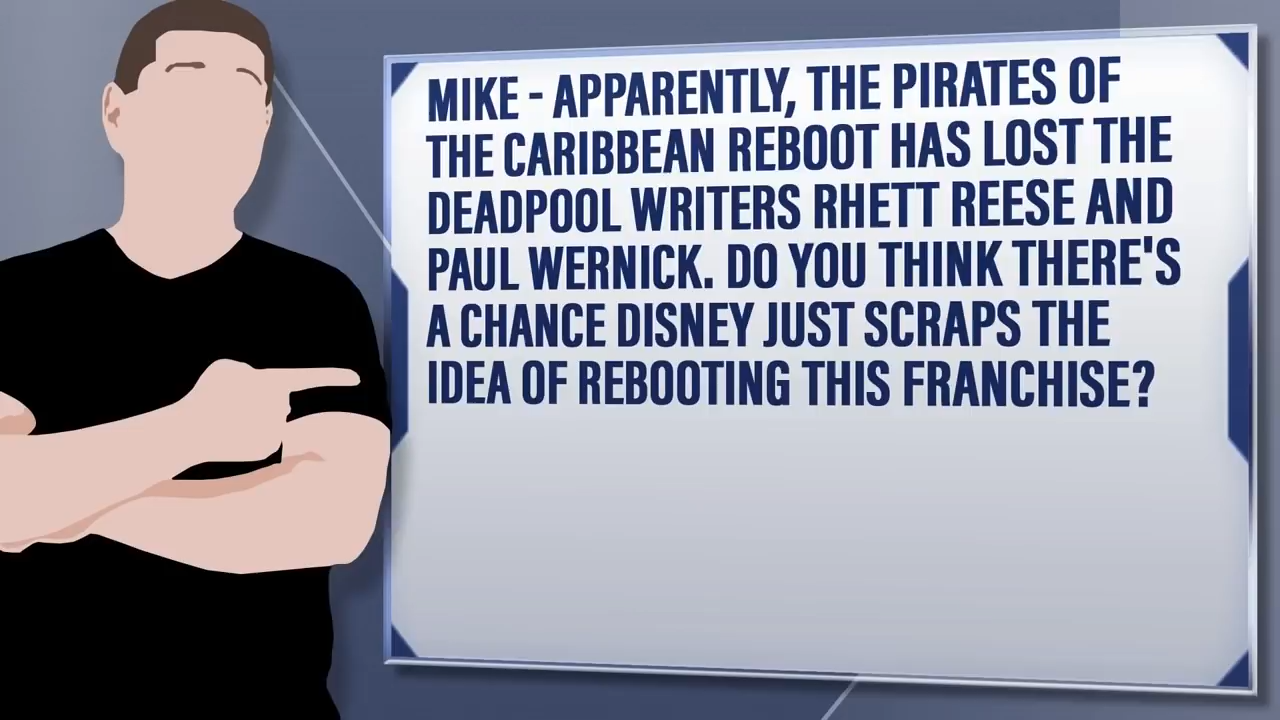 MIKE - APPARENTLY, THE PIRATES OF
THE CARIBBEAN REBOOT HAS LOST THE
DEADPOOL WRITERS RHETT REESE AND
PAUL WERNICK. DO YOU THINK THERE'S
A CHANCE DISNEY JUST SCRAPS THE
IDEA OF REBOOTING THIS FRANCHISE?